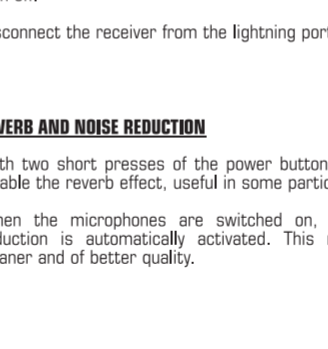 sconnect the receiver from the lightning port
VERB AND NOISE REDUCTION
th two short presses of the power button
able the reverb effect, useful in some partic
hen the microphones are switched on,
duction is automatically activated. This
aner and of better quality.